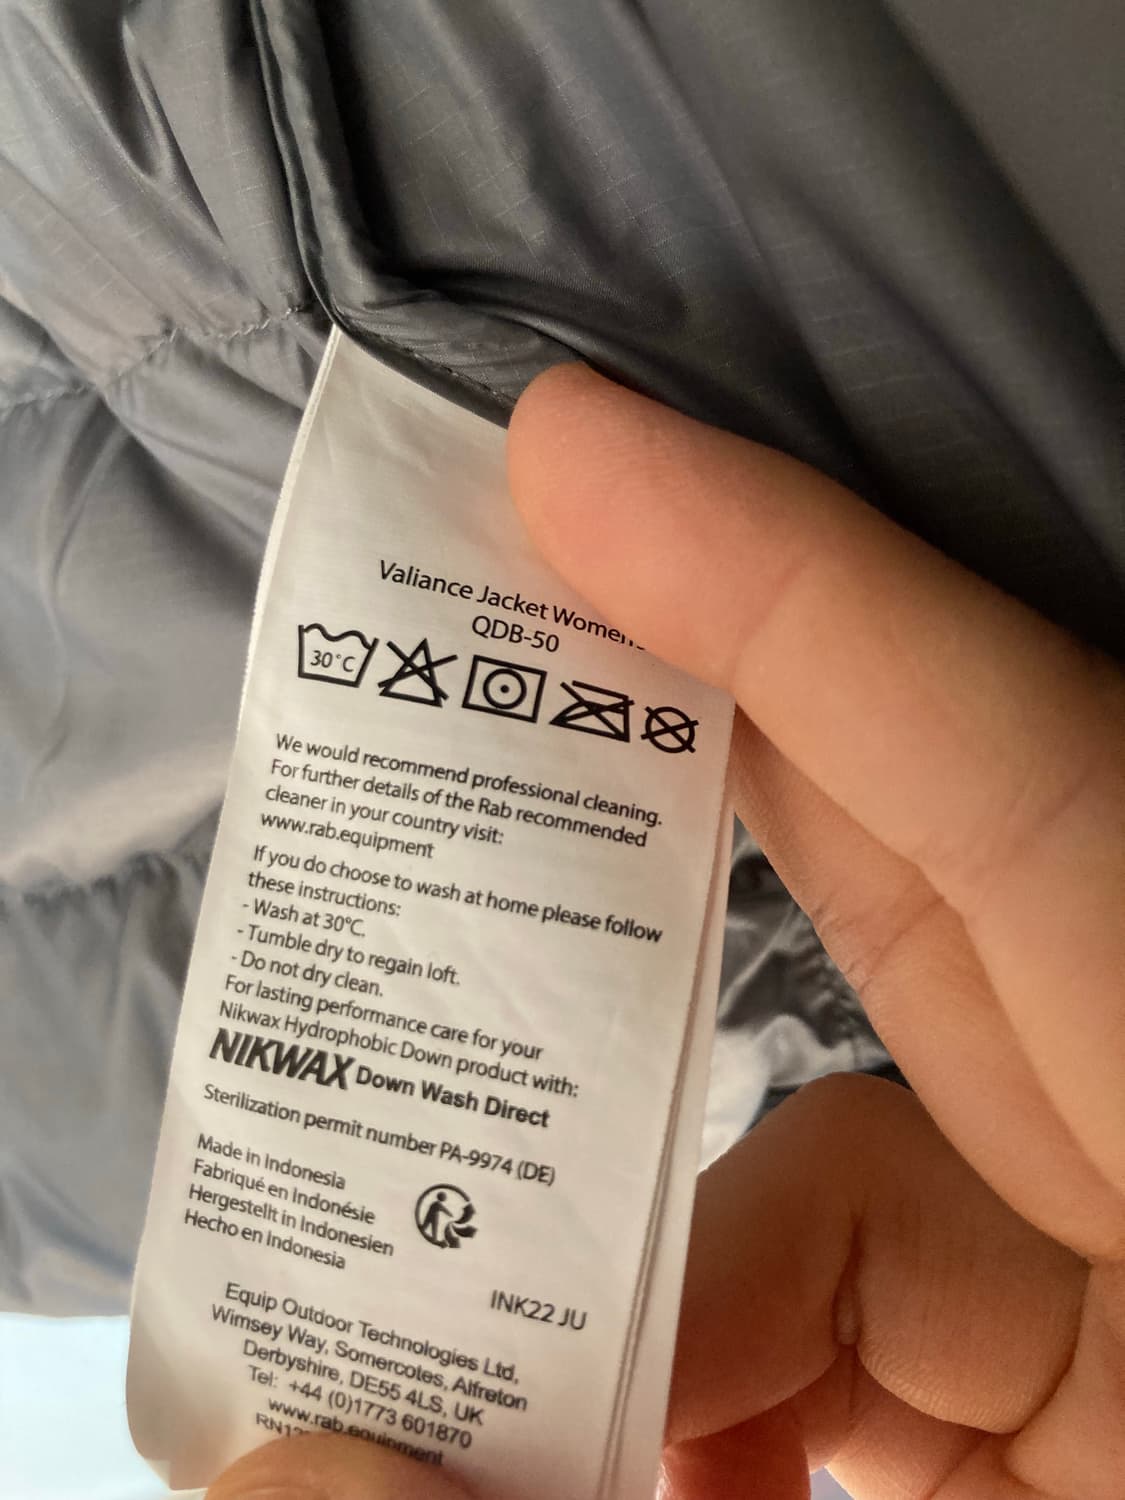 Valiance Jacket
QDB-50
30°C
We would recommend professional cleaning.
For further details of the Rab recommended
cleaner in your country visit:
www.rab.equipment
If you do choose to wash at home please follow
these instructions:
- Wash at 30°C.
- Tumble dry to regain loft.
- Do not dry clean.
For lasting performance care for your
Nikwax Hydrophobic Down product with:
NIKWAX Down Wash Direct
Sterilization permit number PA-9974 (DE)
Made in Indonesia
Fabriqué en Indonésie
Hergestellt in Indonesien
Hecho en Indonesia
INK22 JU
Equip Outdoor Technologies Ltd,
Wimsey Way, Somercotes, Alfreton
Derbyshire, DE55 4LS, UK
Tel: +44 (0)1773 601870
www.rab.equipment